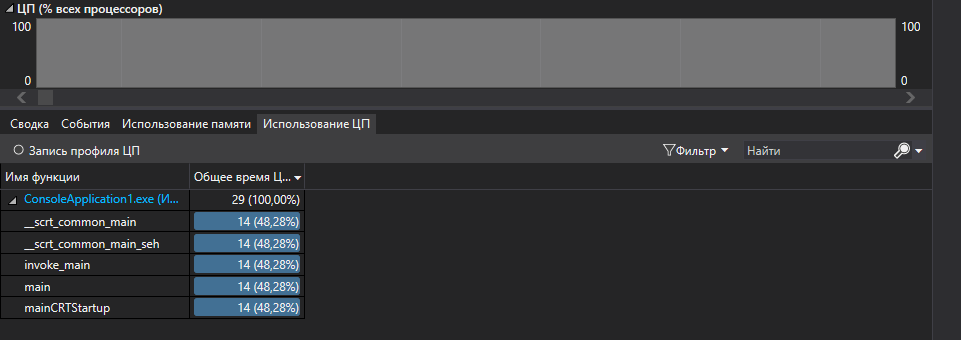 ЦП (% всех процессоров)
100 100
0 0
Сводка События Использование памяти Использование ЦП
Запись профиля ЦП Фильтр Найти
Имя функции Общее время Ц...
ConsoleApplication1.exe (И... 29 (100,00%)
__scrt_common_main 14 (48,28%)
__scrt_common_main_seh 14 (48,28%)
invoke_main 14 (48,28%)
main 14 (48,28%)
mainCRTStartup 14 (48,28%)